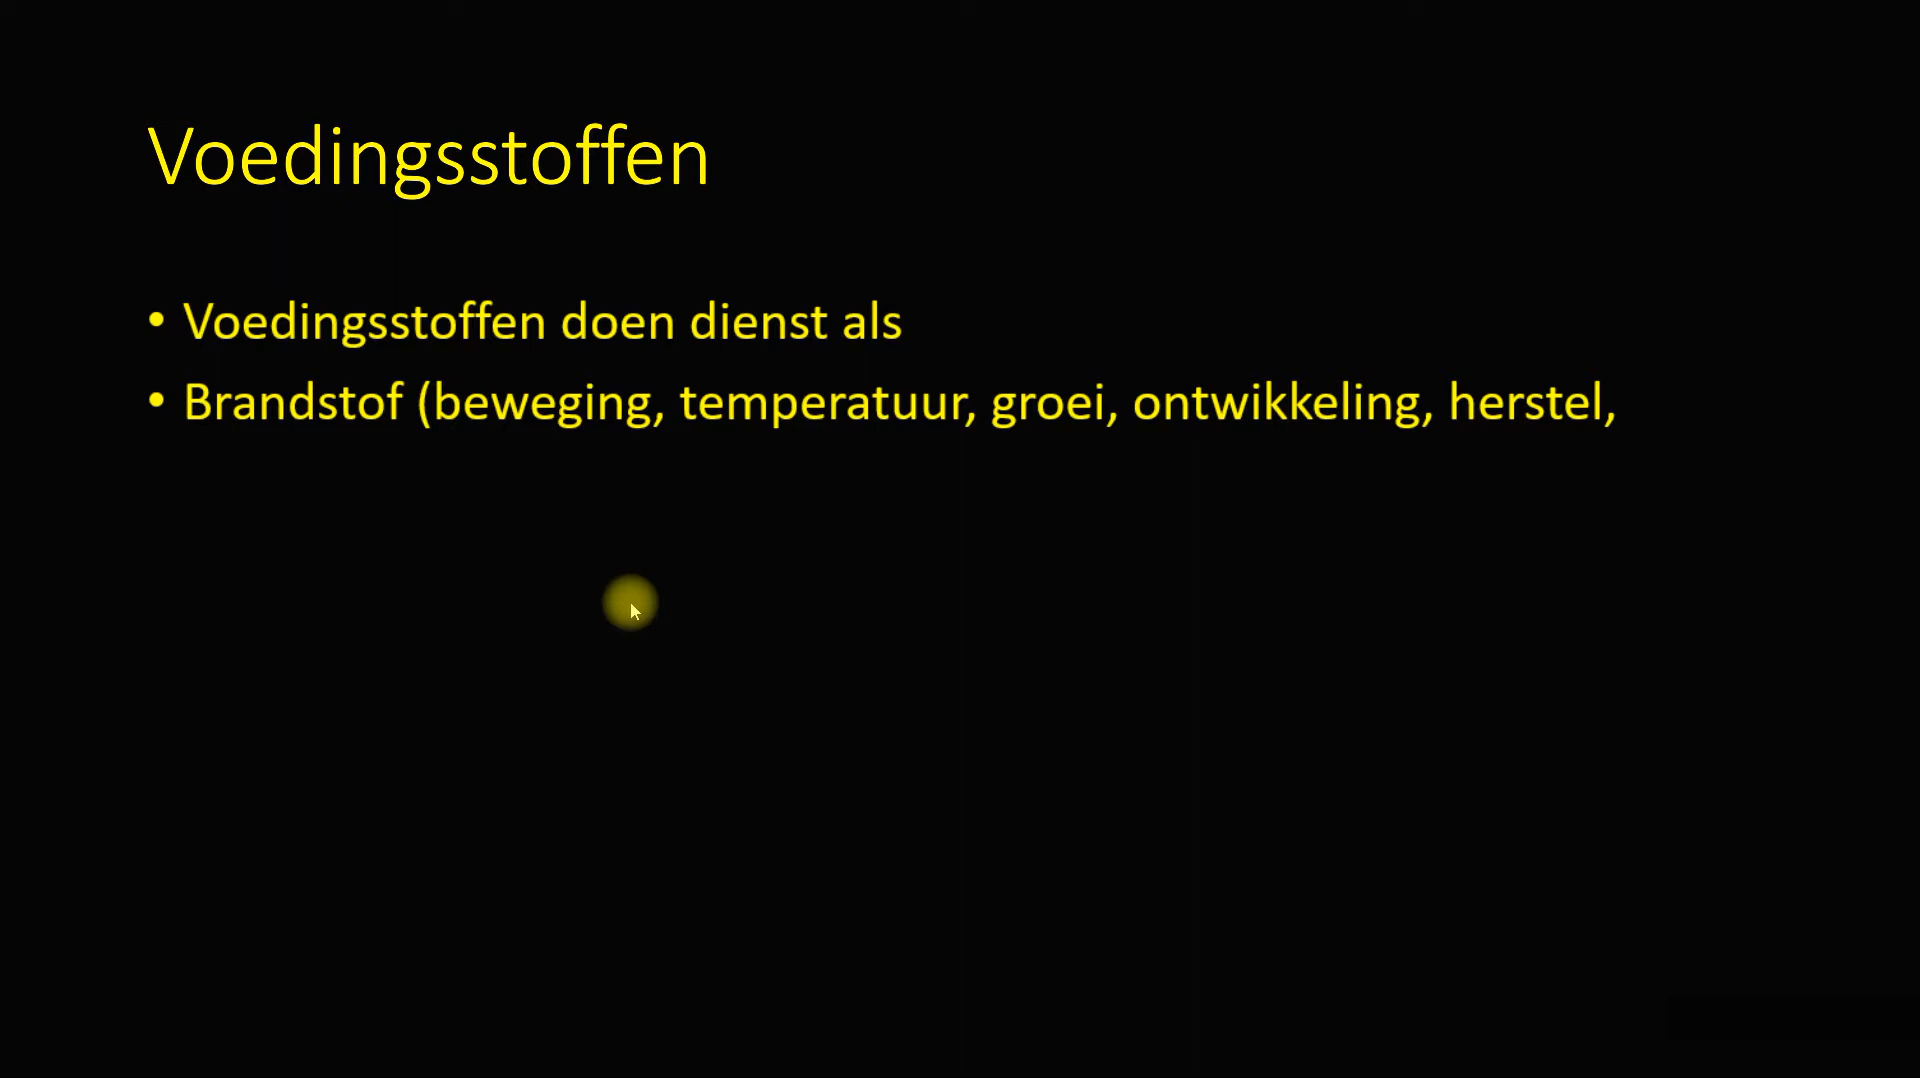 Voedingsstoffen
• Voedingsstoffen doen dienst als
• Brandstof (beweging, temperatuur, groei, ontwikkeling, herstel,